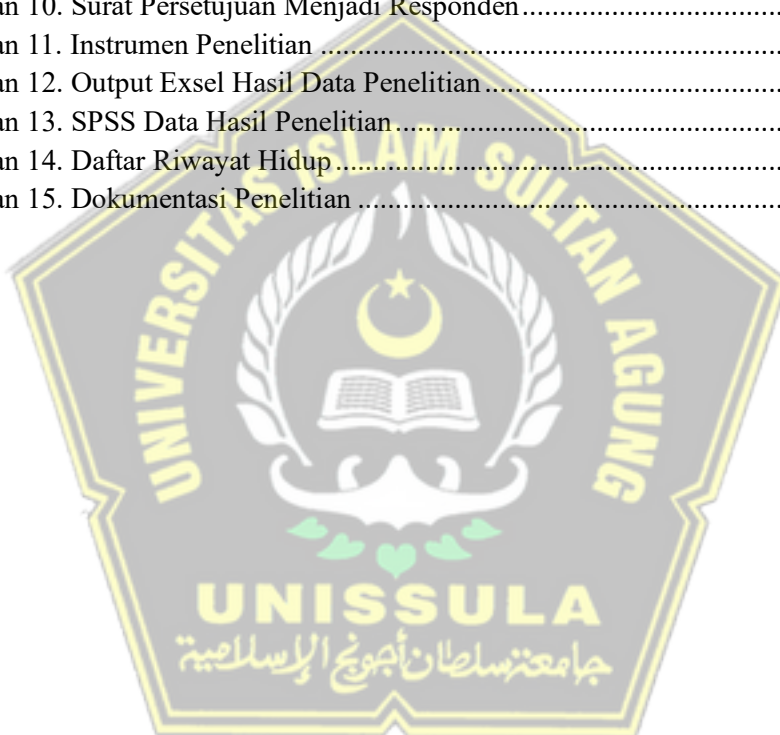 an 10. Surat Persetujuan Menjadi Responden
an 11. Instrumen Penelitian
an 12. Output Exsel Hasil Data Penelitian
an 13. SPSS Data Hasil Penelitian
an 14. Daftar Riwayat Hidup
an 15. Dokumentasi Penelitian
UNIVERSITAS ISLAM SULTAN AGUNG
UNISSULA
جامعة سلطان أجونج الإسلامية